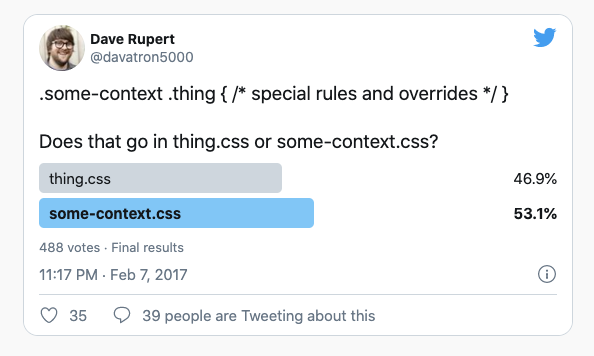 Dave Rupert
@davatron5000
.some-context .thing { /* special rules and overrides */ }
Does that go in thing.css or some-context.css?
thing.css 46.9%
some-context.css 53.1%
488 votes · Final results
11:17 PM · Feb 7, 2017
35 39 people are Tweeting about this